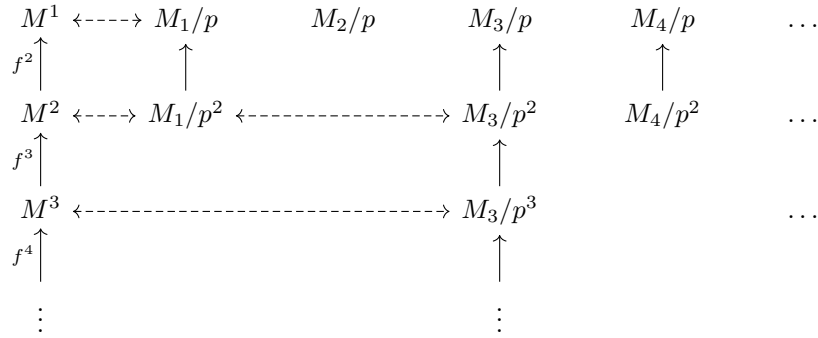 M^1 M_1/p M_2/p M_3/p M_4/p …
f^2
M^2 M_1/p^2 M_3/p^2 M_4/p^2 …
f^3
M^3 M_3/p^3 …
f^4
⋮ ⋮